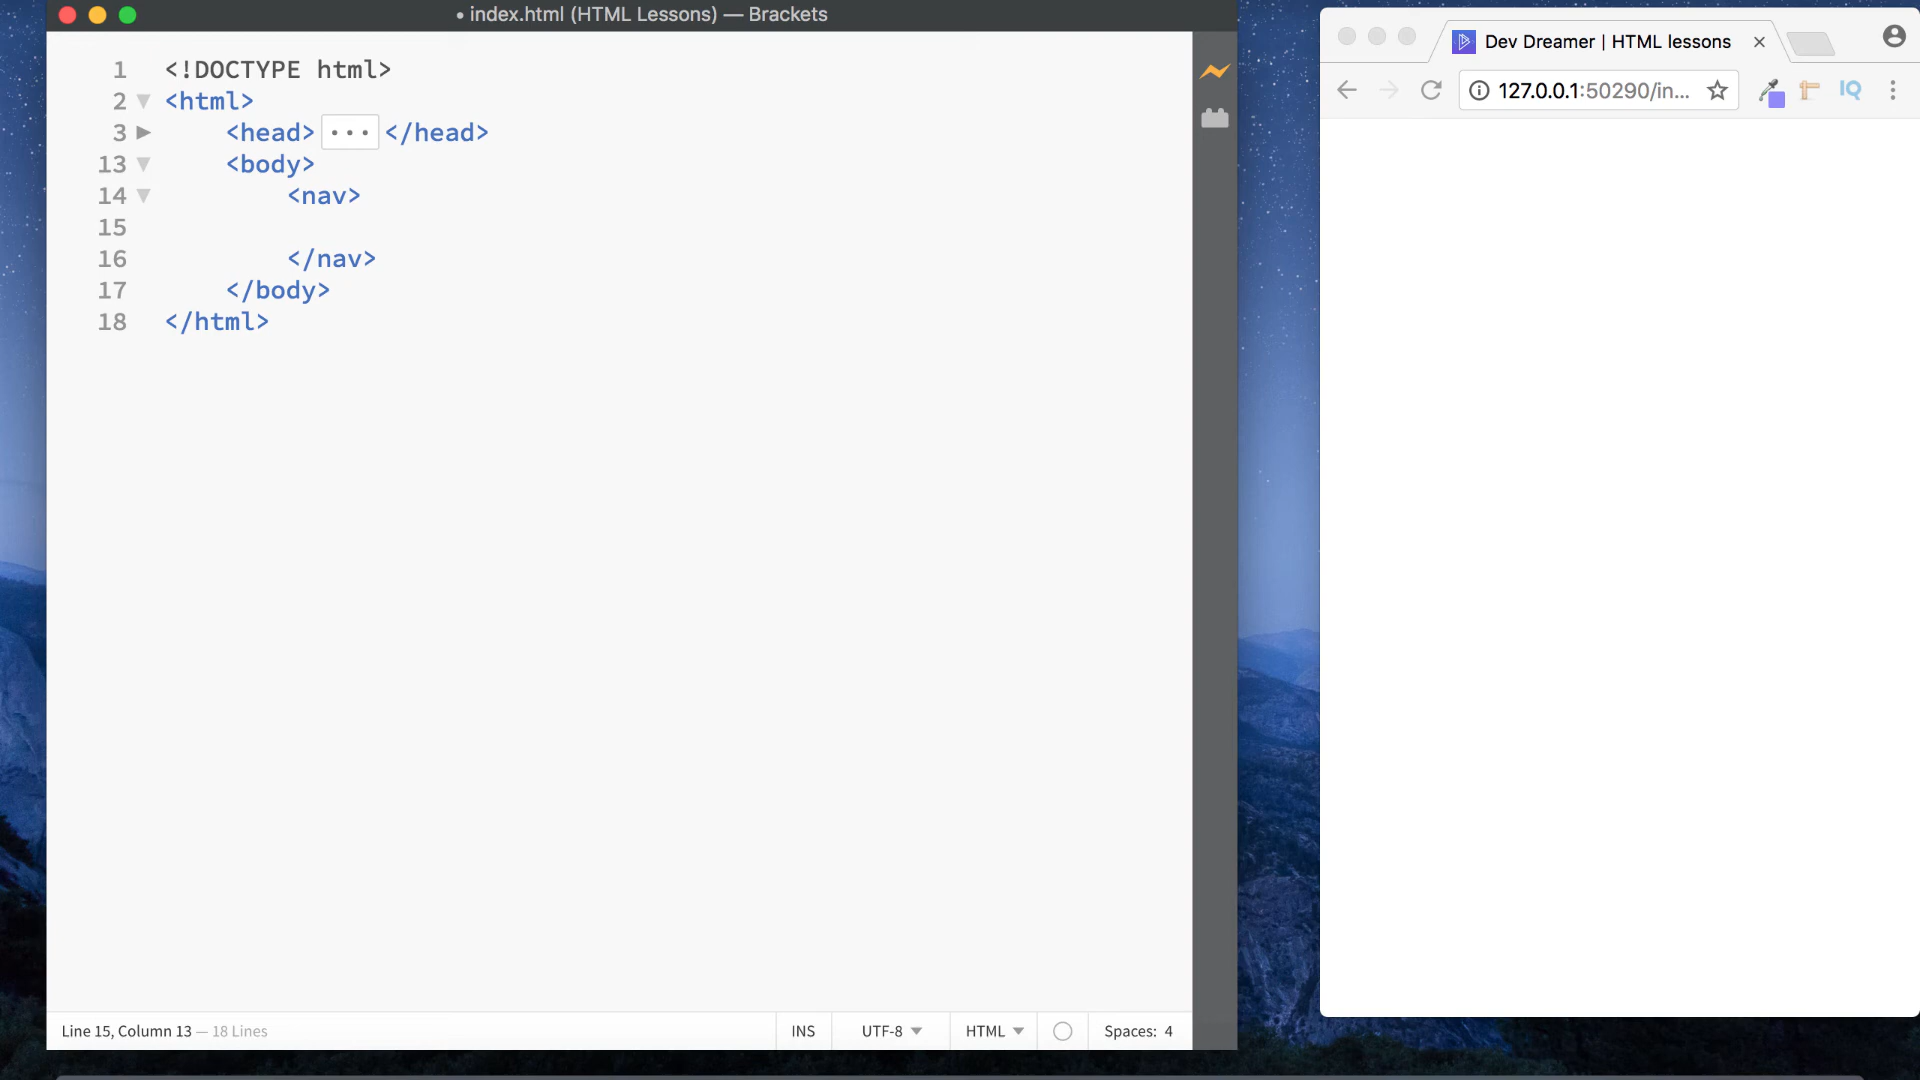 • index.html (HTML Lessons) — Brackets
1 <!DOCTYPE html>
2 <html>
3 <head> ... </head>
13 <body>
14 <nav>
15
16 </nav>
17 </body>
18 </html>
Line 15, Column 13 — 18 Lines
INS UTF-8 HTML Spaces: 4
Dev Dreamer | HTML lessons
127.0.0.1:50290/in...
IQ